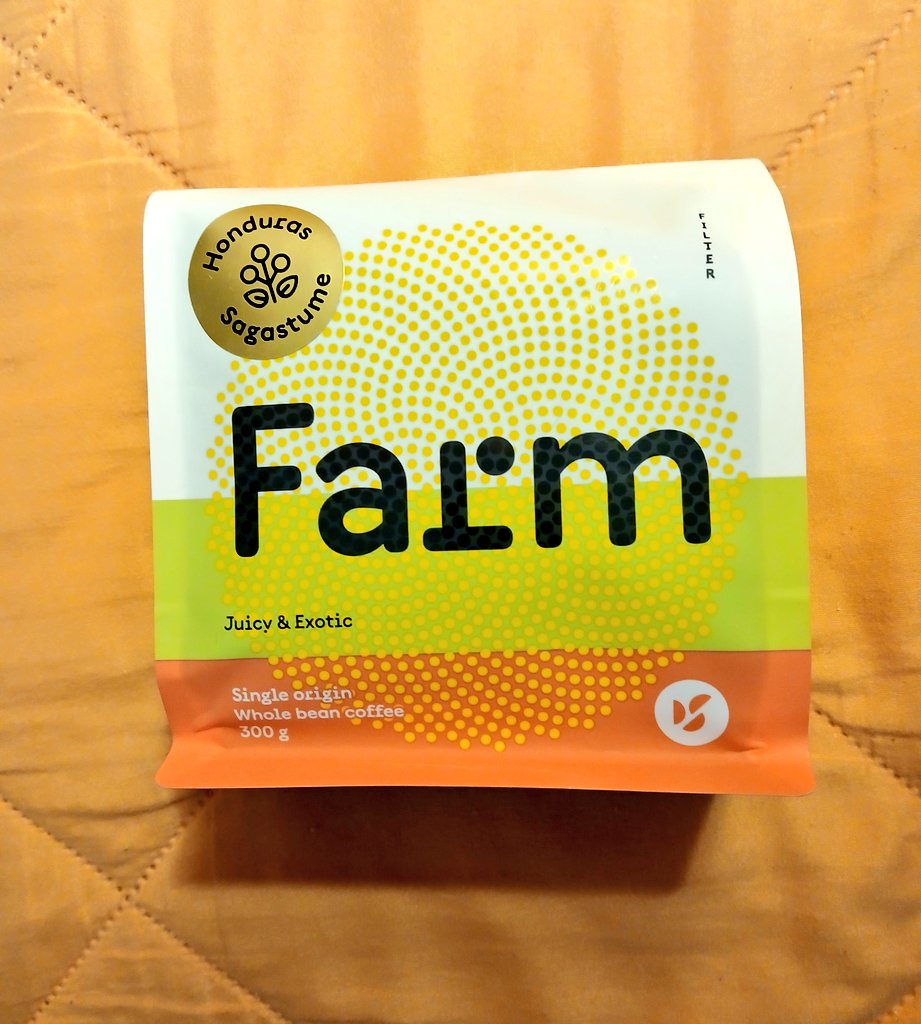 Honduras
Sagastume
FILTER
Farm
Juicy & Exotic
Single origin
Whole bean coffee
300 g